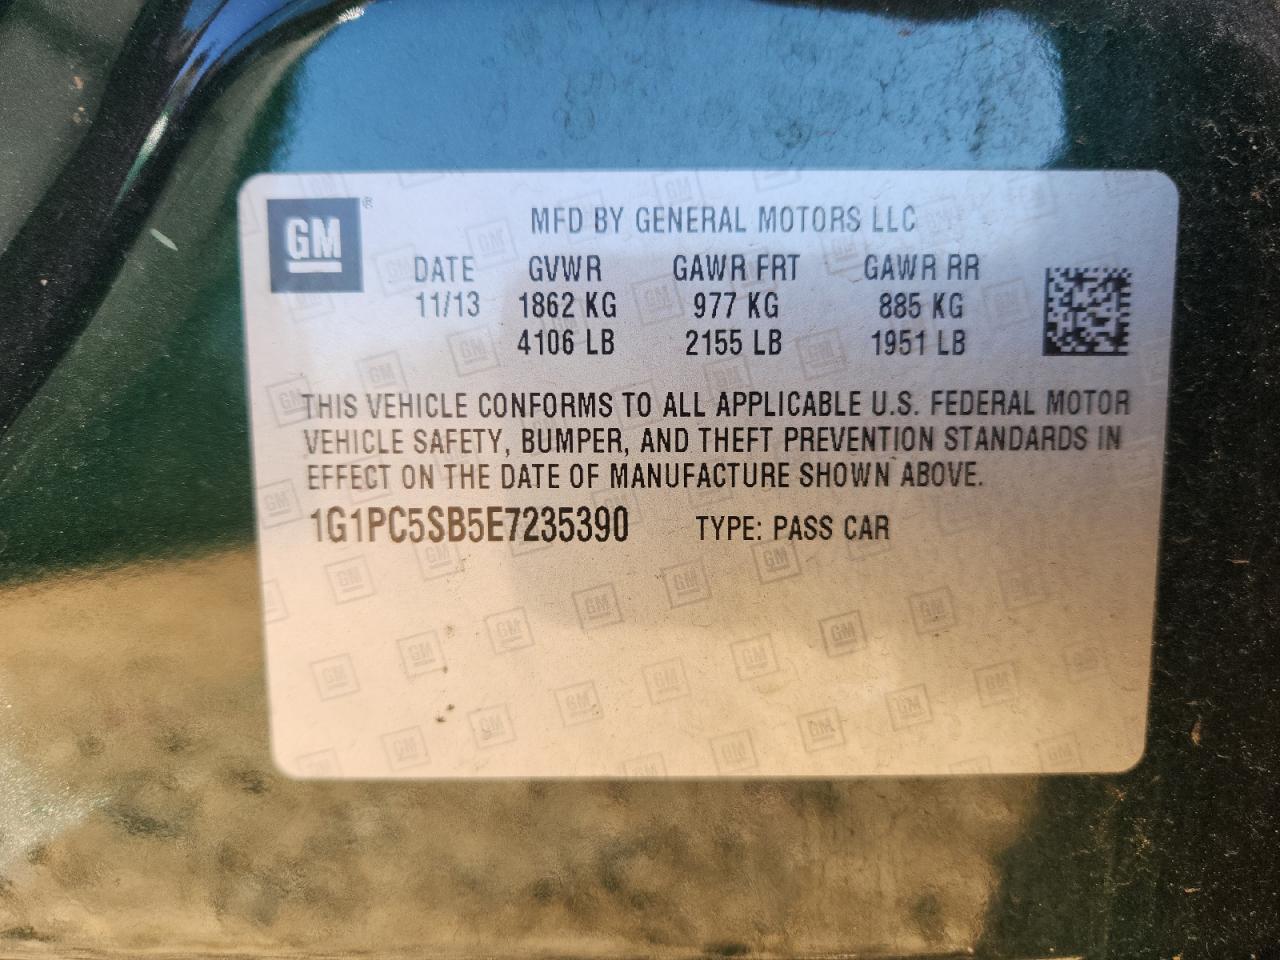 GM®
MFD BY GENERAL MOTORS LLC
DATE GVWR GAWR FRT GAWR RR
11/13 1862 KG 977 KG 885 KG
4106 LB 2155 LB 1951 LB
THIS VEHICLE CONFORMS TO ALL APPLICABLE U.S. FEDERAL MOTOR
VEHICLE SAFETY, BUMPER, AND THEFT PREVENTION STANDARDS IN
EFFECT ON THE DATE OF MANUFACTURE SHOWN ABOVE.
1G1PC5SB5E7235390 TYPE: PASS CAR